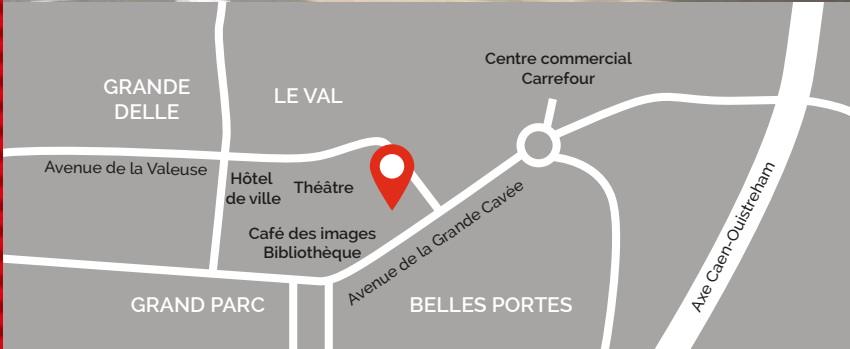 Centre commercial
Carrefour
GRANDE
DELLE
LE VAL
Avenue de la Valeuse
Hôtel
de ville
Théâtre
Café des images
Bibliothèque
Avenue de la Grande Cavée
Axe Caen-Ouistreham
GRAND PARC
BELLES PORTES